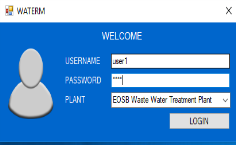 WATERM
WELCOME
USERNAME user1
PASSWORD ****
PLANT EOSB Waste Water Treatment Plant
LOGIN